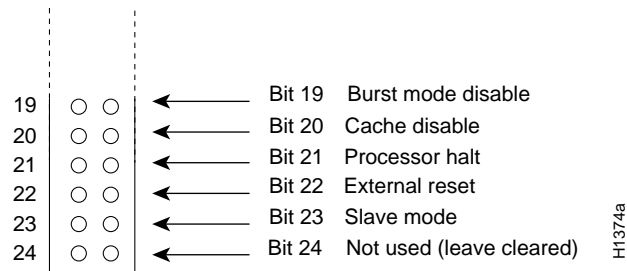 19 Bit 19 Burst mode disable
20 Bit 20 Cache disable
21 Bit 21 Processor halt
22 Bit 22 External reset
23 Bit 23 Slave mode
24 Bit 24 Not used (leave cleared)
H1374a